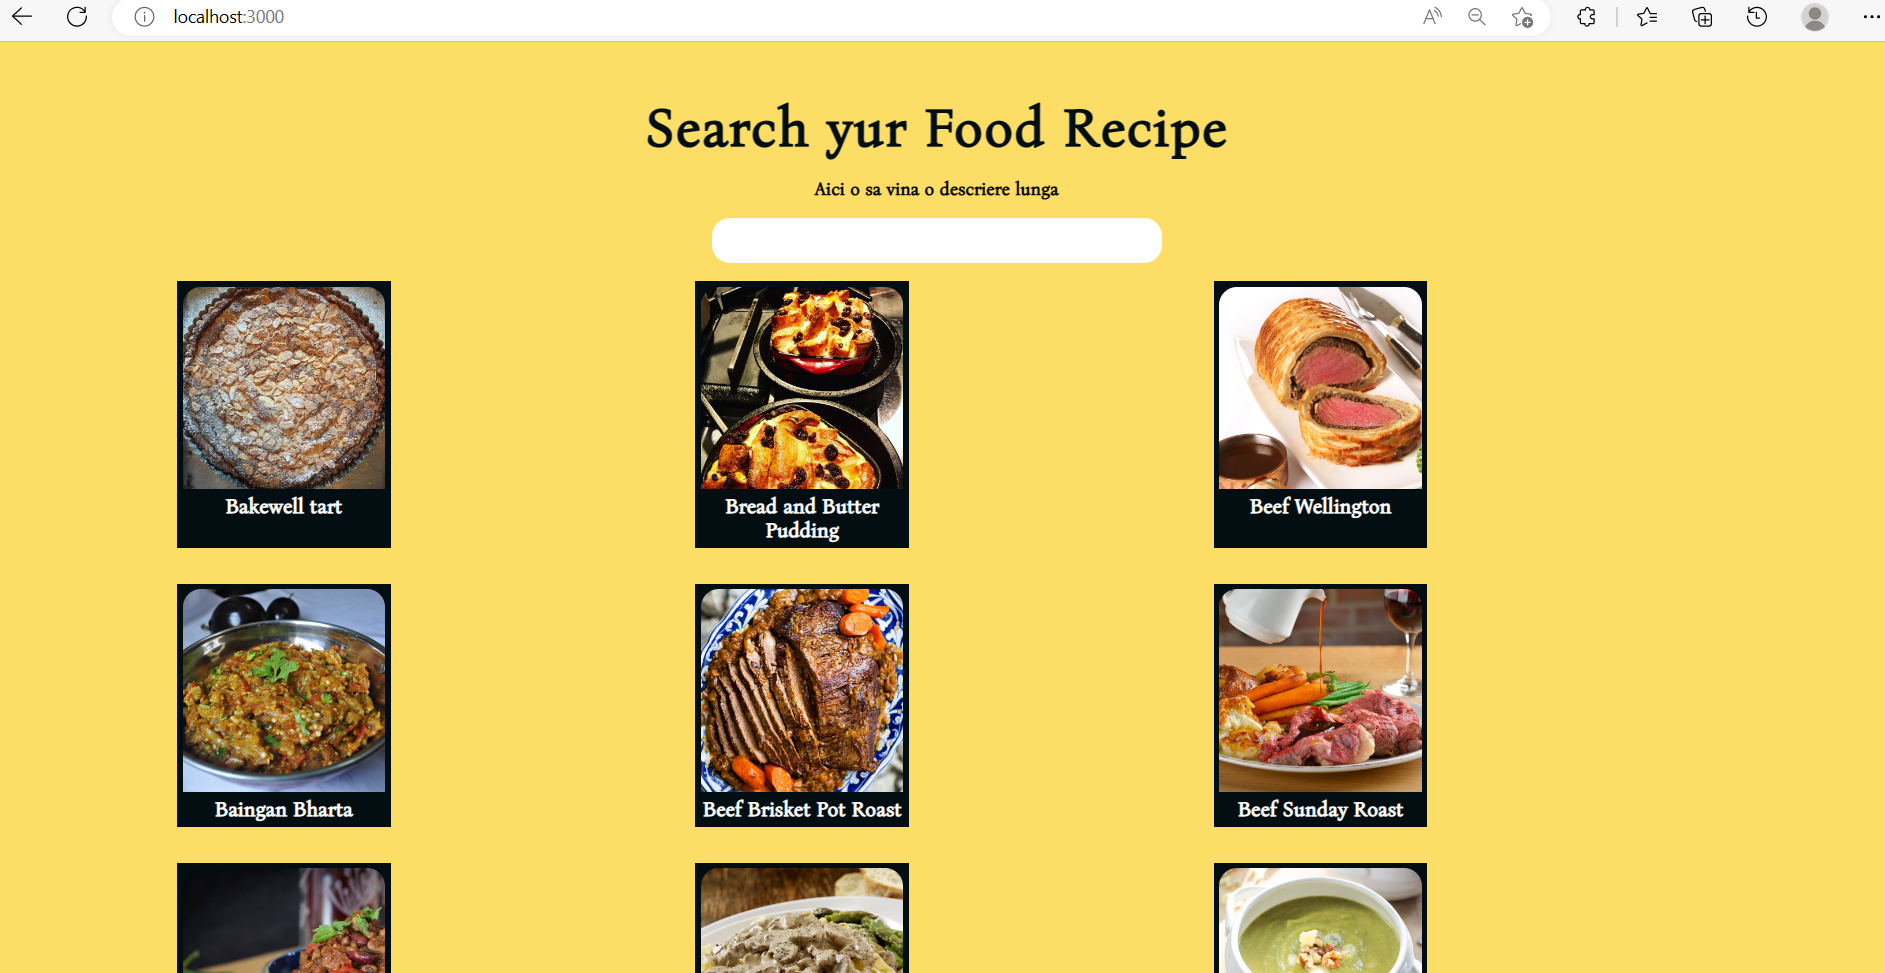 localhost:3000
Search yur Food Recipe
Aici o sa vina o descriere lunga
Bakewell tart
Bread and Butter
Pudding
Beef Wellington
Baingan Bharta
Beef Brisket Pot Roast
Beef Sunday Roast